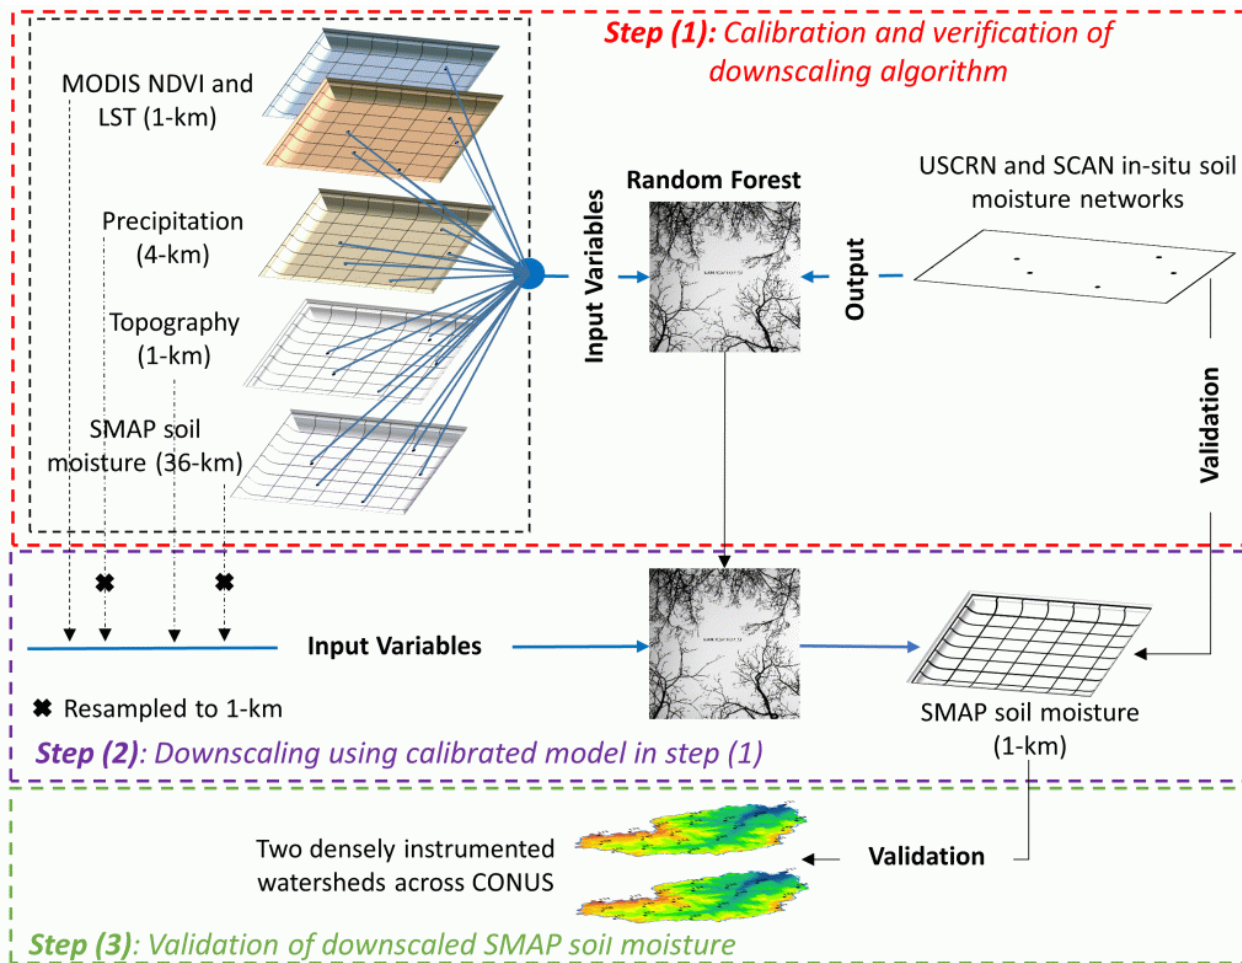 Step (1): Calibration and verification of
downscaling algorithm
MODIS NDVI and
LST (1-km)
Precipitation
(4-km)
Topography
(1-km)
SMAP soil
moisture (36-km)
Input Variables
Random Forest
Output
USCRN and SCAN in-situ soil
moisture networks
Validation
Input Variables
✖ Resampled to 1-km
SMAP soil moisture
(1-km)
Step (2): Downscaling using calibrated model in step (1)
Two densely instrumented
watersheds across CONUS
Validation
Step (3): Validation of downscaled SMAP soil moisture